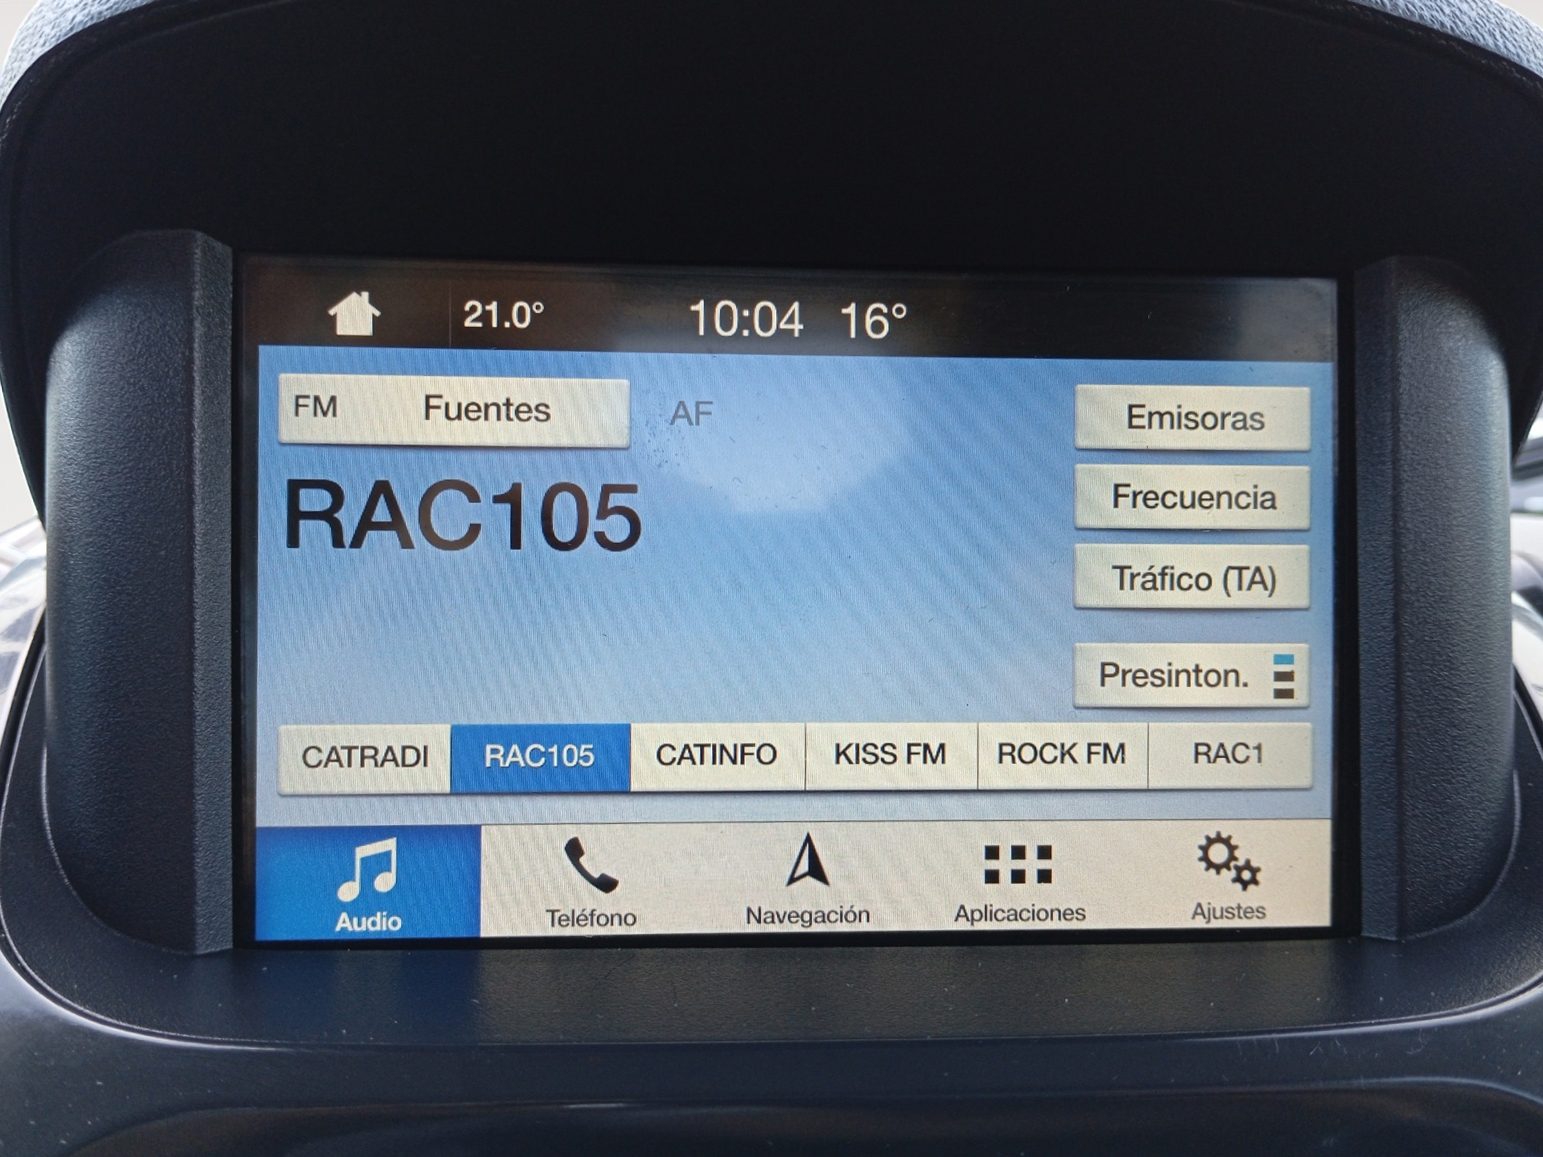 21.0° 10:04 16°
FM Fuentes AF Emisoras
RAC105
Frecuencia
Tráfico (TA)
Presinton.
CATRADI RAC105 CATINFO KISS FM ROCK FM RAC1
Audio Teléfono Navegación Aplicaciones Ajustes